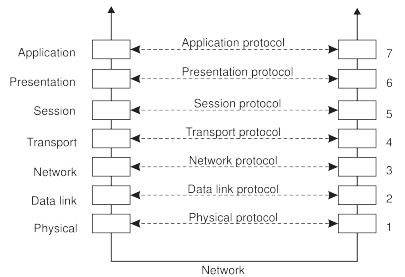 Application Application protocol 7
Presentation Presentation protocol 6
Session Session protocol 5
Transport Transport protocol 4
Network Network protocol 3
Data link Data link protocol 2
Physical Physical protocol 1
Network